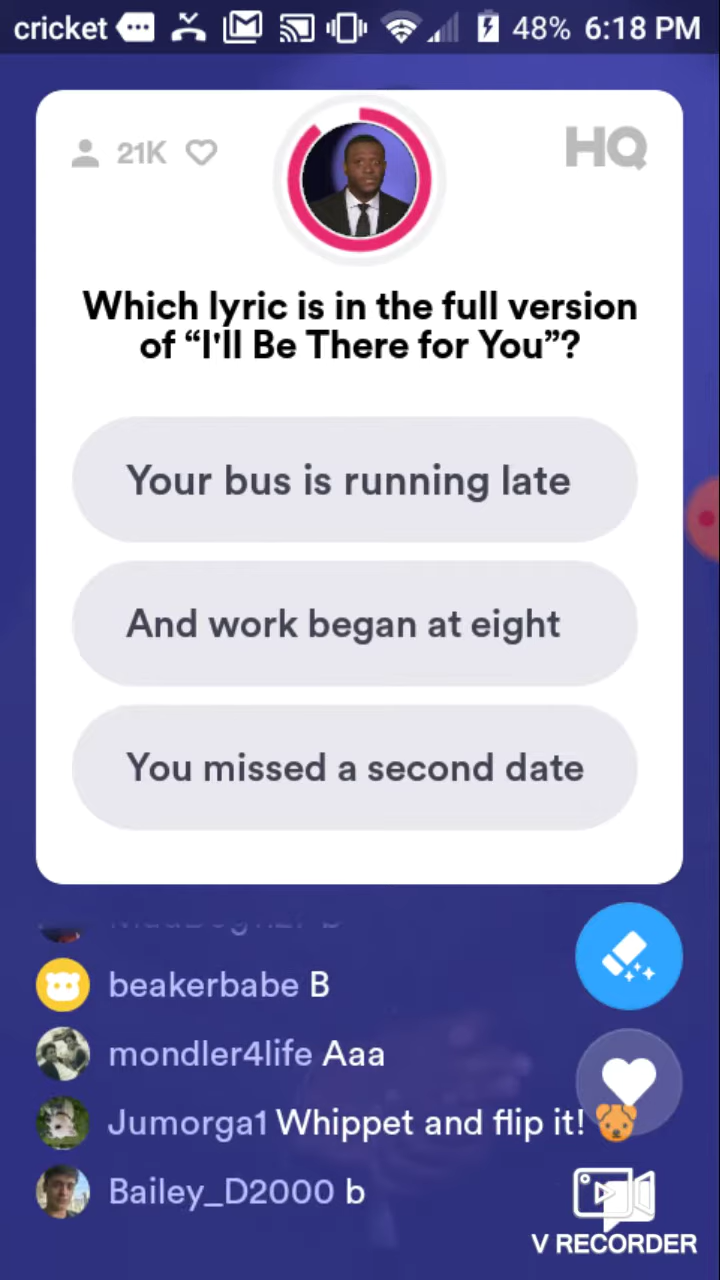 cricket 48% 6:18 PM
21K HQ
Which lyric is in the full version
of “I'll Be There for You”?
Your bus is running late
And work began at eight
You missed a second date
beakerbabe B
mondler4life Aaa
Jumorga1 Whippet and flip it!
Bailey_D2000 b
V RECORDER